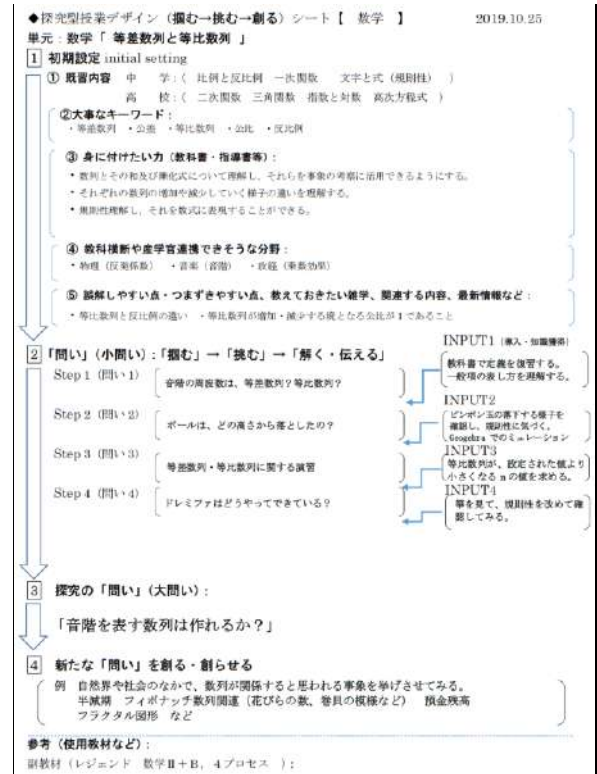 ◆探究型授業デザイン（掴む→挑む→創る）シート【　数学　】　2019.10.25
単元：数学「 等差数列と等比数列 」
1 初期設定 initial setting
① 既習内容　中　学：（　比例と反比例　一次関数　文字と式（規則性）　）
高　校：（　二次関数　三角関数　指数と対数　高次方程式　）
②大事なキーワード：
・等差数列　・公差　・等比数列　・公比　・反比例
③ 身に付けたい力（教科書・指導書等）：
・数列とその和及び漸化式について理解し、それらを事象の考察に活用できるようにする。
・それぞれの数列の増加や減少していく様子の違いを理解する。
・規則性理解し、それを数式に表現することができる。
④ 教科横断や産学官連携できそうな分野：
・物理（反発係数）　・音楽（音階）　・政経（乗数効果）
⑤ 誤解しやすい点・つまずきやすい点、教えておきたい雑学、関連する内容、最新情報など：
・等比数列と反比例の違い　・等比数列が増加・減少する境となる公比が１であること
2 「問い」（小問い）：「掴む」→「挑む」→「解く・伝える」
INPUT1（導入・知識獲得）
教科書で定義を復習する。
一般項の表し方を理解する。
Step 1（問い 1）
音階の周波数は、等差数列？等比数列？
INPUT2
ピンポン玉の落下する様子を
確認し、規則性に気づく。
Geogebra でのミュレーション
Step 2（問い 2）
ボールは、どの高さから落としたの？
INPUT3
等比数列が、設定された値より
小さくなる n の値を求める。
Step 3（問い 3）
等差数列・等比数列に関する演習
INPUT4
箏を見て、規則性を改めて確
認してみる。
Step 4（問い 4）
ドレミファはどうやってできている？
3 探究の「問い」（大問い）：
「音階を表す数列は作れるか？」
4 新たな「問い」を創る・創らせる
例　自然界や社会のなかで、数列が関係すると思われる事象を挙げさせてみる。
半減期　フィボナッチ数列関連（花びらの数、巻貝の模様など）　預金残高
フラクタル図形　など
参考（使用教材など）：
副教材（レジェンド　数学Ⅱ＋B，４プロセス　）：